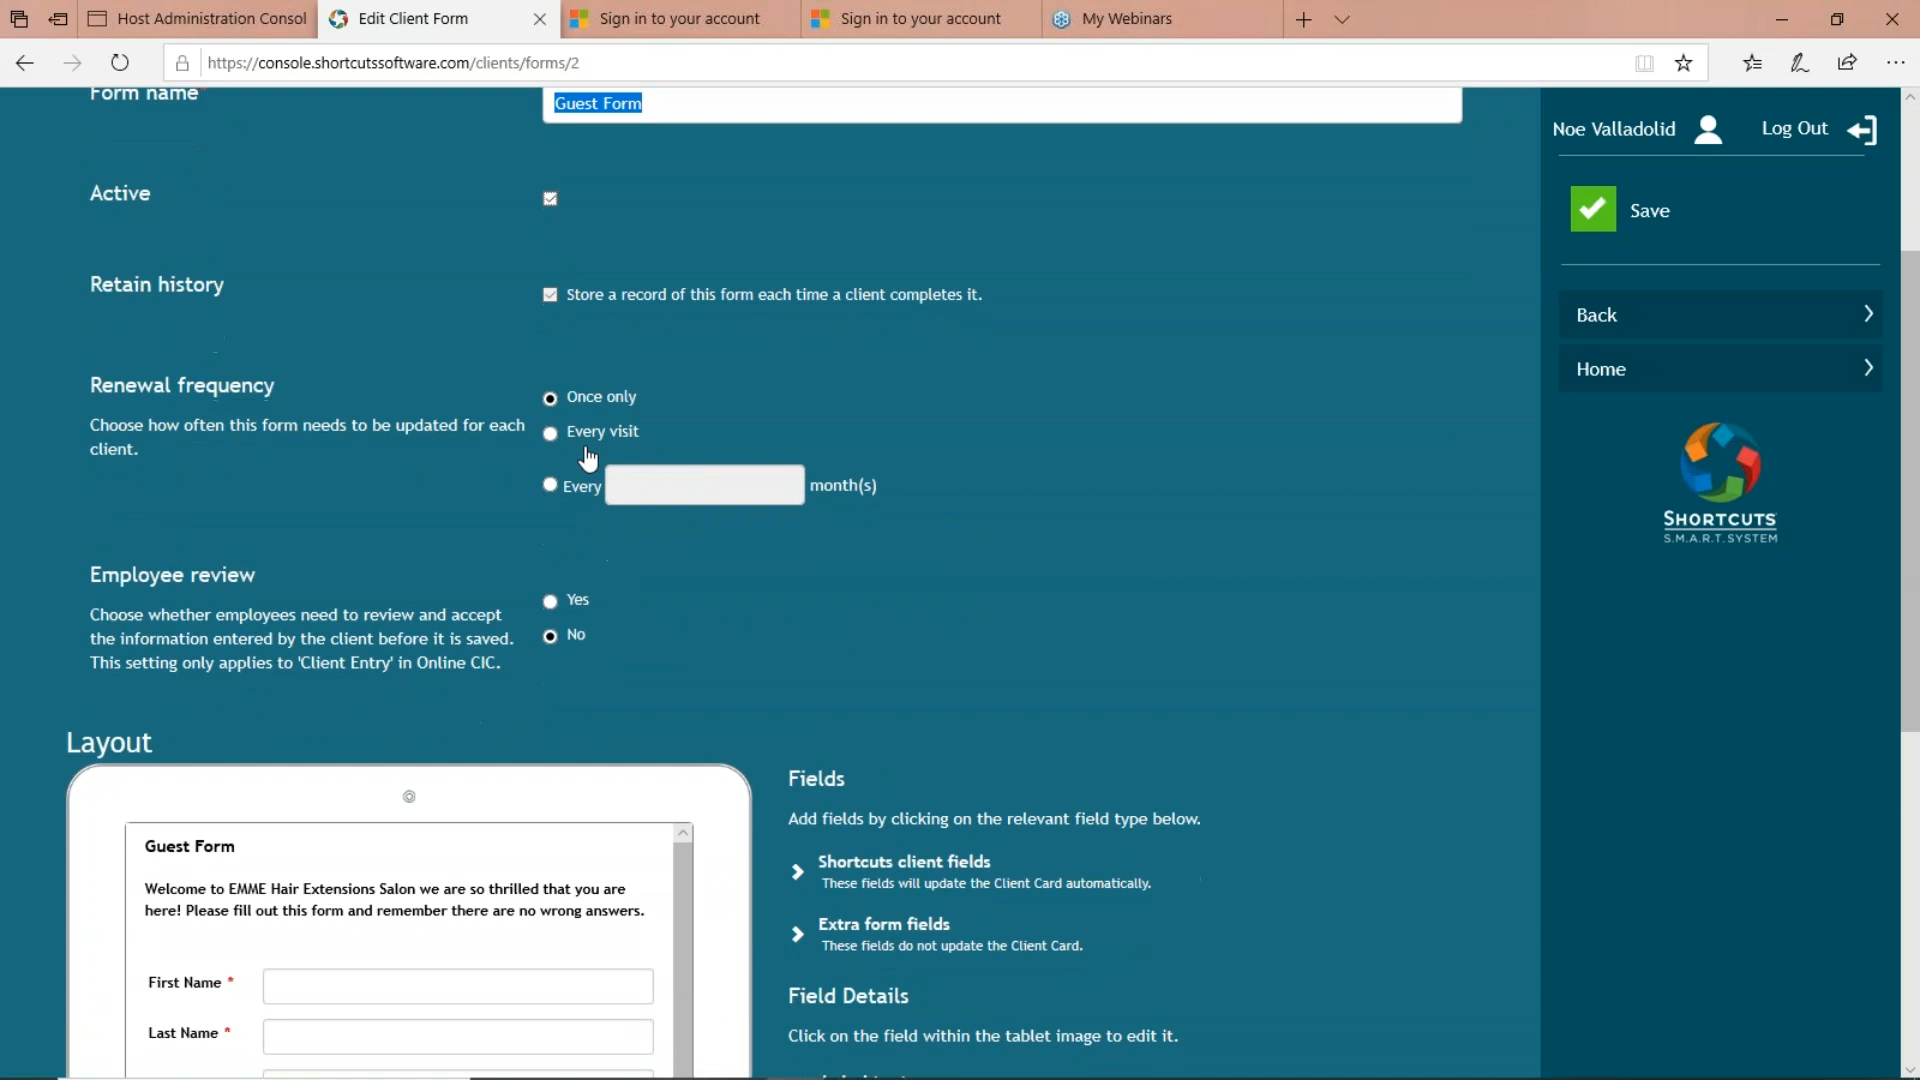 Host Administration Consol
Edit Client Form
Sign in to your account
Sign in to your account
My Webinars
https://console.shortcutssoftware.com/clients/forms/2
Form name*
Guest Form
Noe Valladolid
Log Out
Active
Save
Retain history
Store a record of this form each time a client completes it.
Back
Home
Renewal frequency
Choose how often this form needs to be updated for each
client.
Once only
Every visit
Every
month(s)
SHORTCUTS
S.M.A.R.T. SYSTEM
Employee review
Choose whether employees need to review and accept
the information entered by the client before it is saved.
This setting only applies to 'Client Entry' in Online CIC.
Yes
No
Layout
Guest Form
Welcome to EMME Hair Extensions Salon we are so thrilled that you are
here! Please fill out this form and remember there are no wrong answers.
First Name *
Last Name *
Fields
Add fields by clicking on the relevant field type below.
Shortcuts client fields
These fields will update the Client Card automatically.
Extra form fields
These fields do not update the Client Card.
Field Details
Click on the field within the tablet image to edit it.